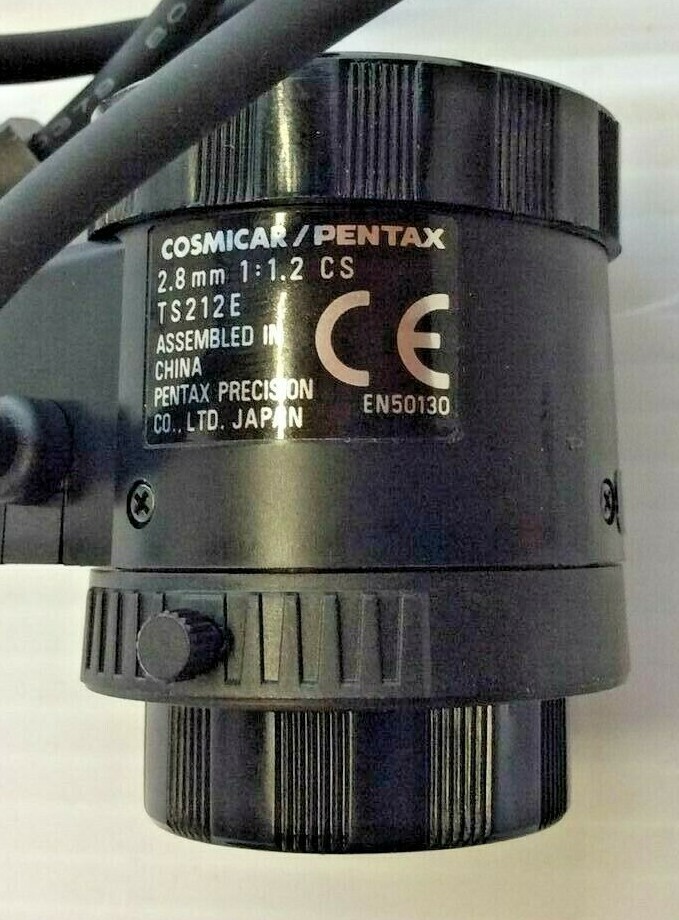 COSMICAR/PENTAX
2.8mm 1:1.2 CS
TS212E
ASSEMBLED IN
CHINA
PENTAX PRECISION
CO., LTD. JAPAN
CE
EN50130